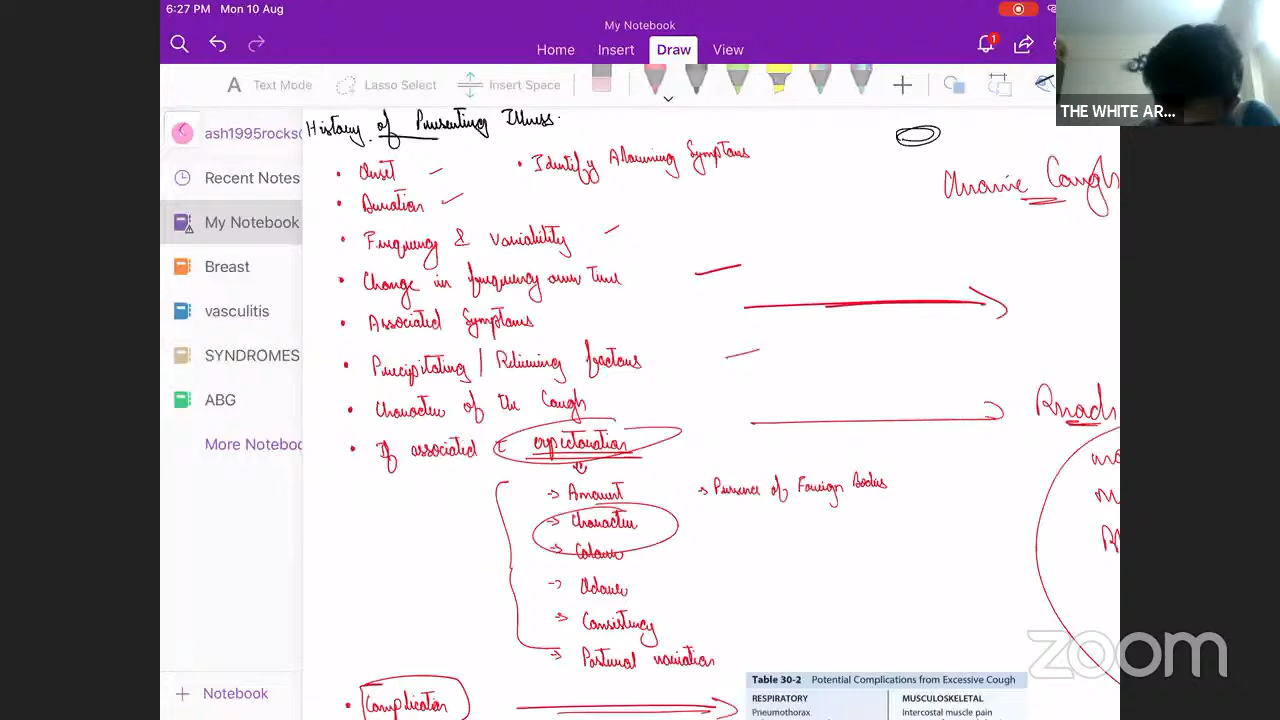 6:27 PM Mon 10 Aug
My Notebook
Home Insert Draw View
1
Text Mode Lasso Select Insert Space
THE WHITE AR...
ash1995rocks@
Recent Notes
My Notebook
Breast
vasculitis
SYNDROMES
ABG
More Notebo
Notebook
History of Presenting Illness.
• Onset
• Duration
• Frequency & variability
• Change in frequency over Time
• Associated Symptoms
• Precipitating / Relieving factors
• Character of the Cough
• If associated c̄ expectoration
→ Amount
→ Character
→ Colour
→ Odour
→ Consistency
→ Postural variation
→ Presence of Foreign Bodies
• Identify Alarming Symptoms
Chronic Cough
• Complication
Table 30-2 Potential Complications from Excessive Cough
RESPIRATORY MUSCULOSKELETAL
Pneumothorax Intercostal muscle pain
zoom